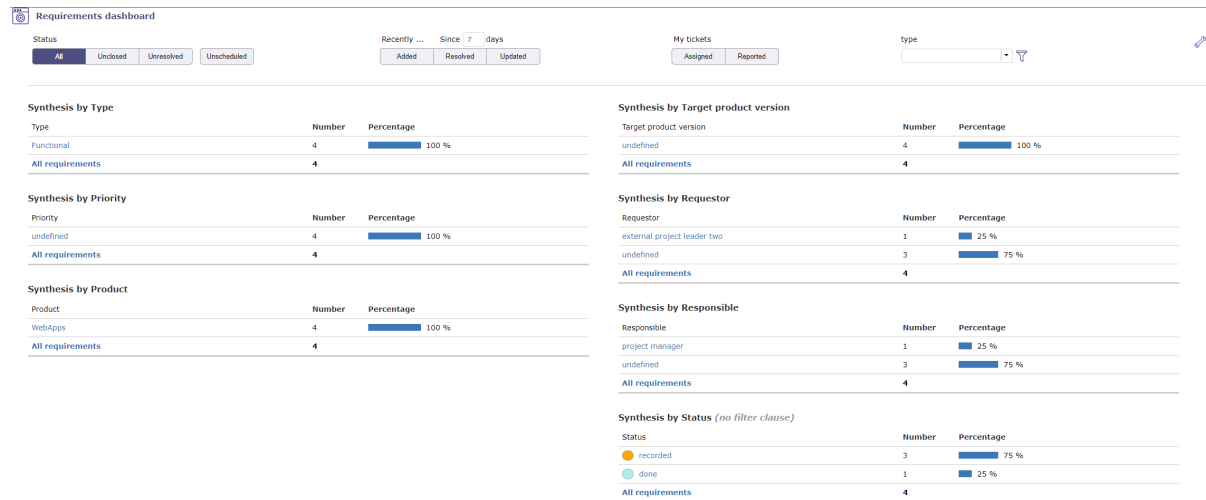 Requirements dashboard
Status
Recently ... Since 7 days
My tickets
type
All Unclosed Unresolved Unscheduled
Added Resolved Updated
Assigned Reported
Synthesis by Type
Type Number Percentage
Functional 4 100 %
All requirements 4
Synthesis by Priority
Priority Number Percentage
undefined 4 100 %
All requirements 4
Synthesis by Product
Product Number Percentage
WebApps 4 100 %
All requirements 4
Synthesis by Target product version
Target product version Number Percentage
undefined 4 100 %
All requirements 4
Synthesis by Requestor
Requestor Number Percentage
external project leader two 1 25 %
undefined 3 75 %
All requirements 4
Synthesis by Responsible
Responsible Number Percentage
project manager 1 25 %
undefined 3 75 %
All requirements 4
Synthesis by Status (no filter clause)
Status Number Percentage
recorded 3 75 %
done 1 25 %
All requirements 4